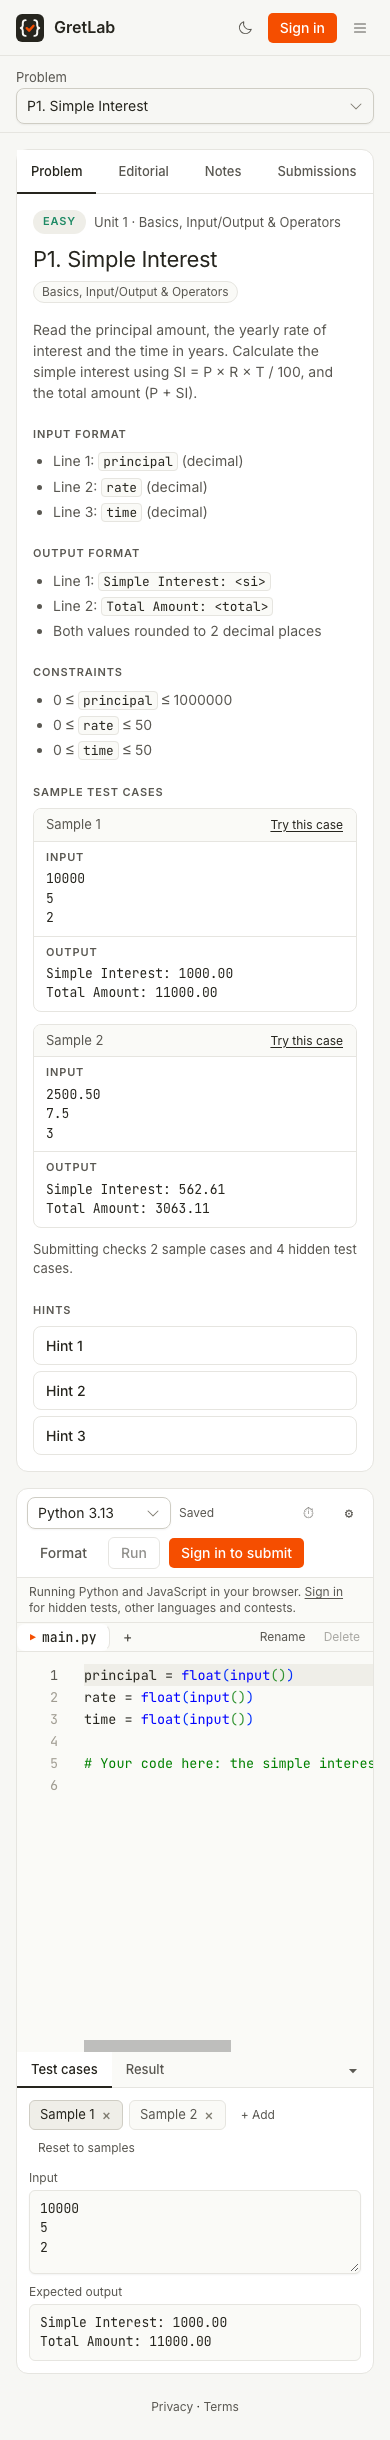 GretLab
Sign in
Problem
P1. Simple Interest
Problem Editorial Notes Submissions
EASY Unit 1 · Basics, Input/Output & Operators
P1. Simple Interest
Basics, Input/Output & Operators
Read the principal amount, the yearly rate of
interest and the time in years. Calculate the
simple interest using SI = P × R × T / 100, and
the total amount (P + SI).
INPUT FORMAT
• Line 1: principal (decimal)
• Line 2: rate (decimal)
• Line 3: time (decimal)
OUTPUT FORMAT
• Line 1: Simple Interest: <si>
• Line 2: Total Amount: <total>
• Both values rounded to 2 decimal places
CONSTRAINTS
• 0 ≤ principal ≤ 1000000
• 0 ≤ rate ≤ 50
• 0 ≤ time ≤ 50
SAMPLE TEST CASES
Sample 1 Try this case
INPUT
10000
5
2
OUTPUT
Simple Interest: 1000.00
Total Amount: 11000.00
Sample 2 Try this case
INPUT
2500.50
7.5
3
OUTPUT
Simple Interest: 562.61
Total Amount: 3063.11
Submitting checks 2 sample cases and 4 hidden test
cases.
HINTS
Hint 1
Hint 2
Hint 3
Python 3.13 Saved
Format Run Sign in to submit
Running Python and JavaScript in your browser. Sign in
for hidden tests, other languages and contests.
main.py + Rename Delete
1 principal = float(input())
2 rate = float(input())
3 time = float(input())
4
5 # Your code here: the simple interes
6
Test cases Result
Sample 1 × Sample 2 × + Add
Reset to samples
Input
10000
5
2
Expected output
Simple Interest: 1000.00
Total Amount: 11000.00
Privacy · Terms